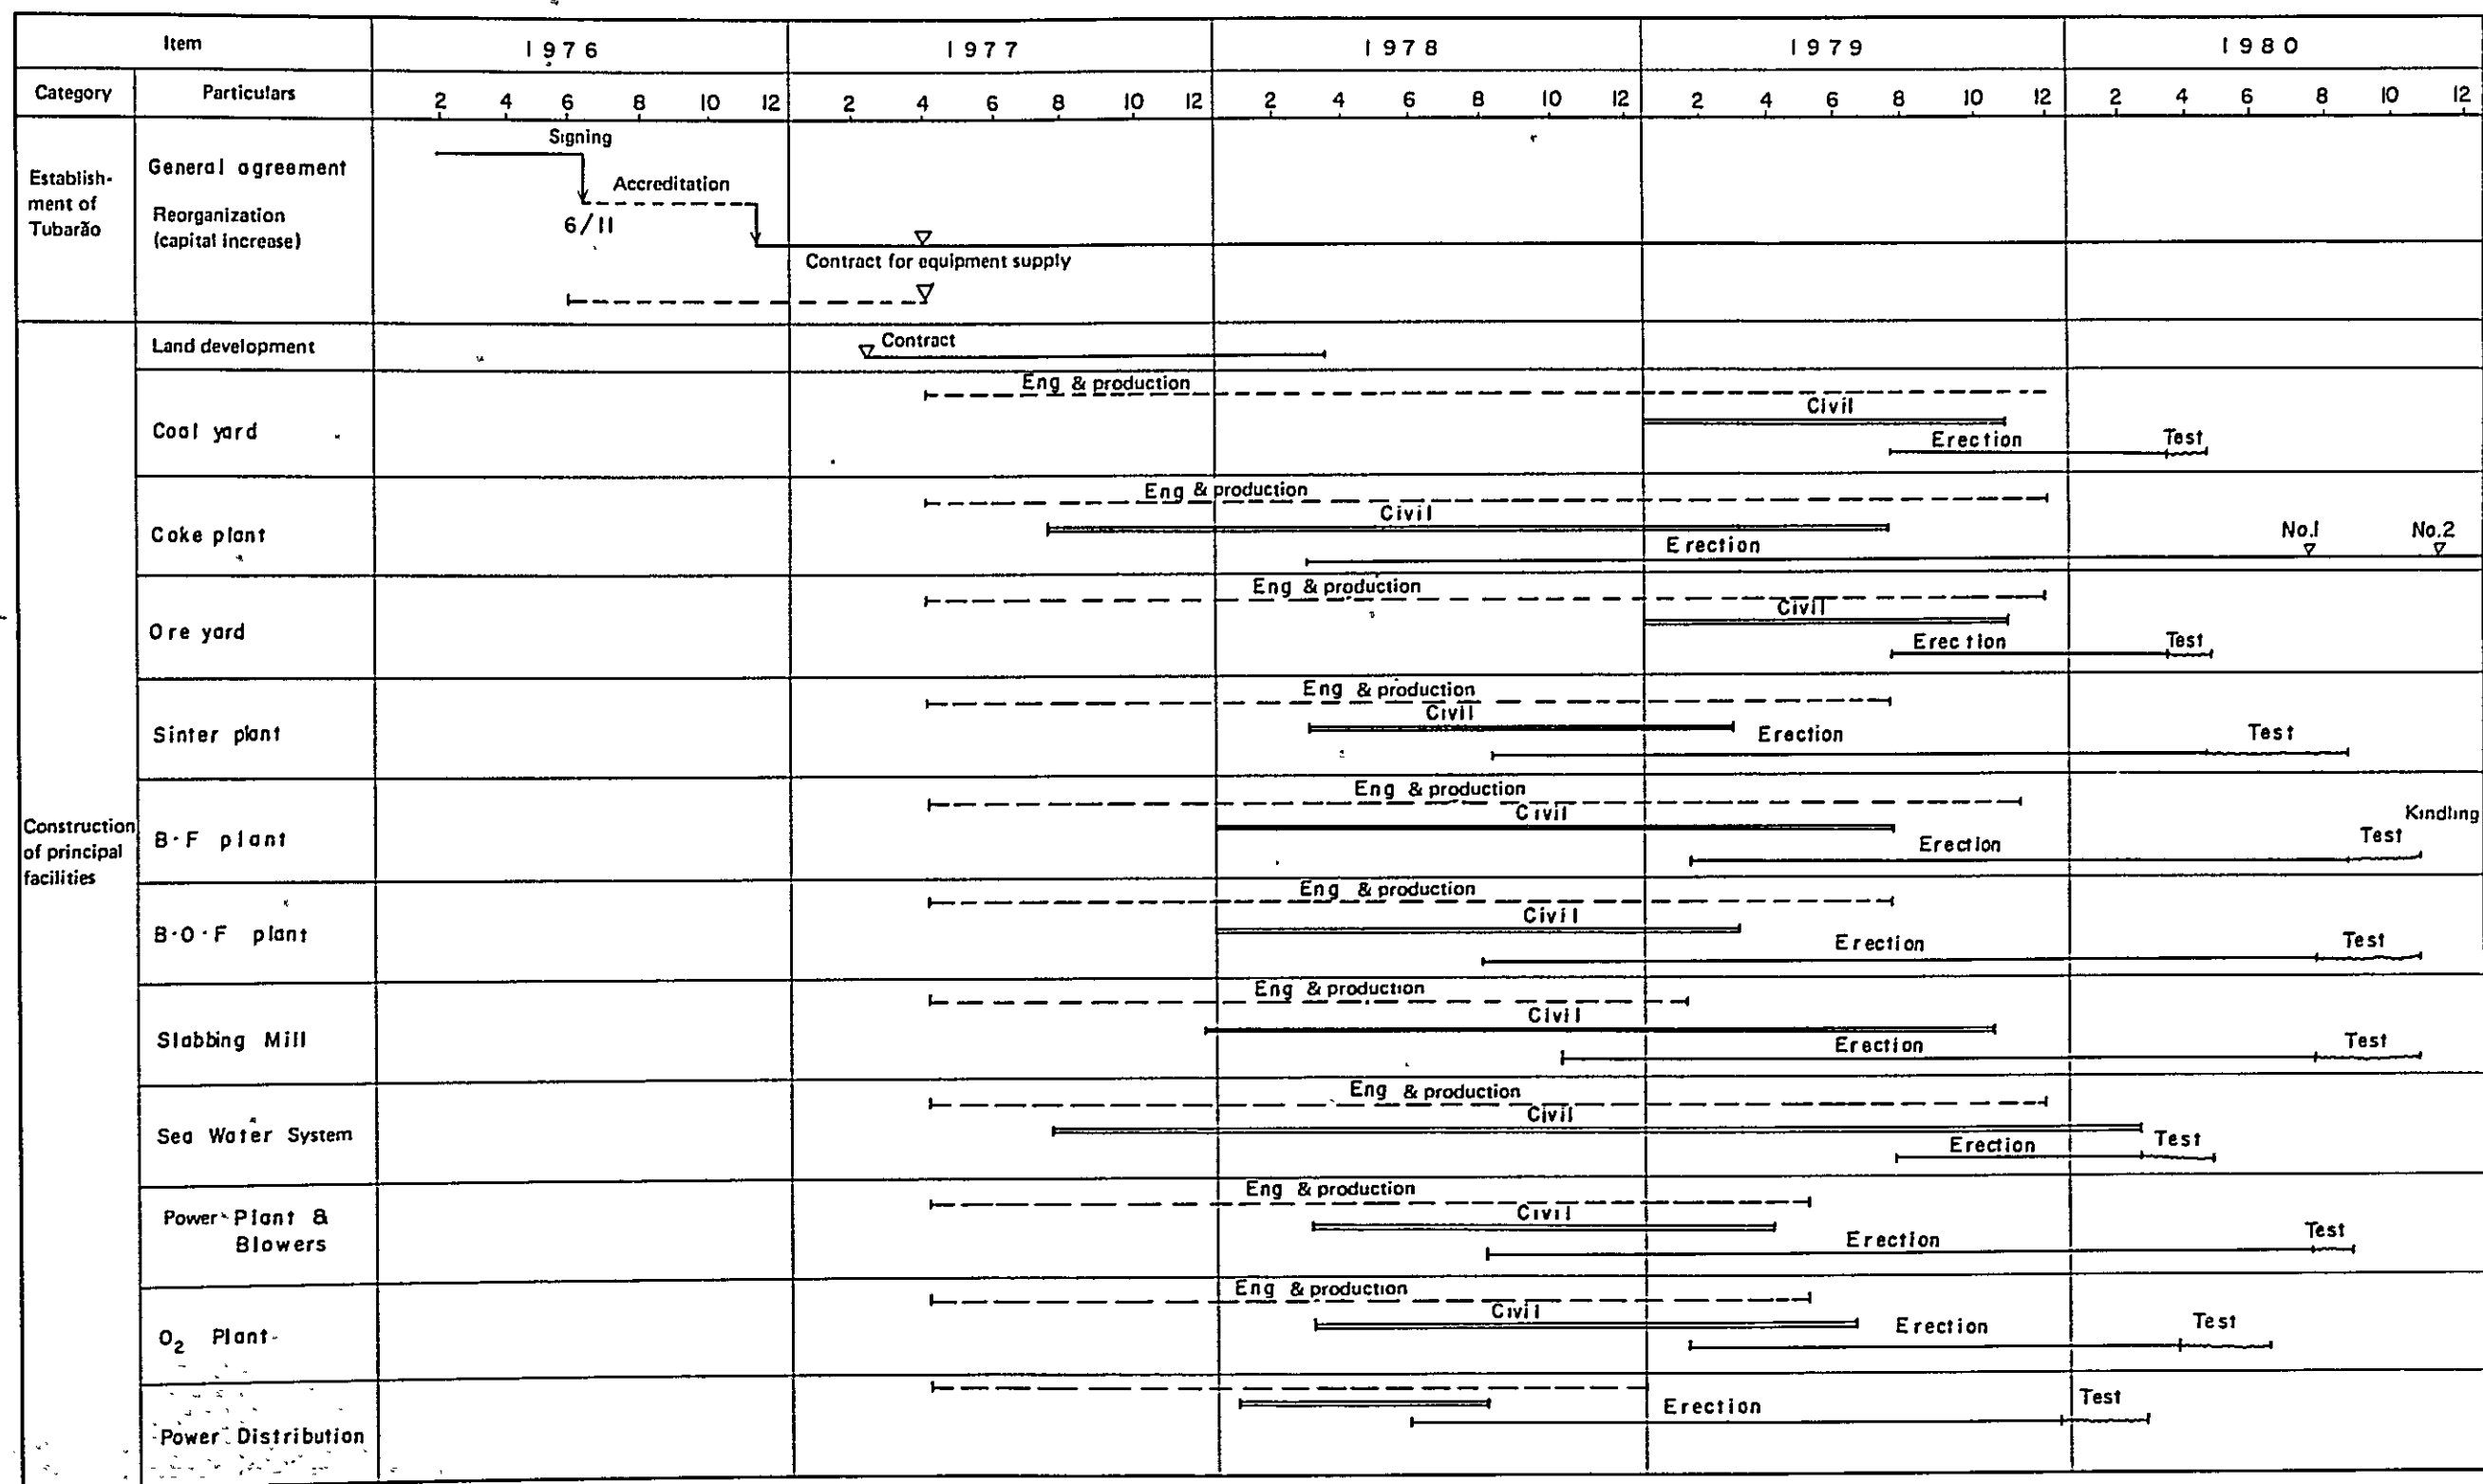 Item 1976 1977 1978 1979 1980
Category Particulars 2 4 6 8 10 12 2 4 6 8 10 12 2 4 6 8 10 12 2 4 6 8 10 12 2 4 6 8 10 12
Establish-
ment of
Tubarão
General agreement
Signing
Accreditation
6/11
Reorganization
(capital increase)
Contract for equipment supply
Construction
of principal
facilities
Land development
Contract
Coal yard
Eng & production
Civil
Erection Test
Coke plant
Eng & production
Civil
Erection No.1 No.2
Ore yard
Eng & production
Civil
Erection Test
Sinter plant
Eng & production
Civil
Erection Test
B·F plant
Eng & production
Civil Kindling
Erection Test
B·O·F plant
Eng & production
Civil
Erection Test
Slabbing Mill
Eng & production
Civil
Erection Test
Sea Water System
Eng & production
Civil
Erection Test
Power Plant &
Blowers
Eng & production
Civil
Erection Test
O2 Plant
Eng & production
Civil
Erection Test
Power Distribution
Erection Test